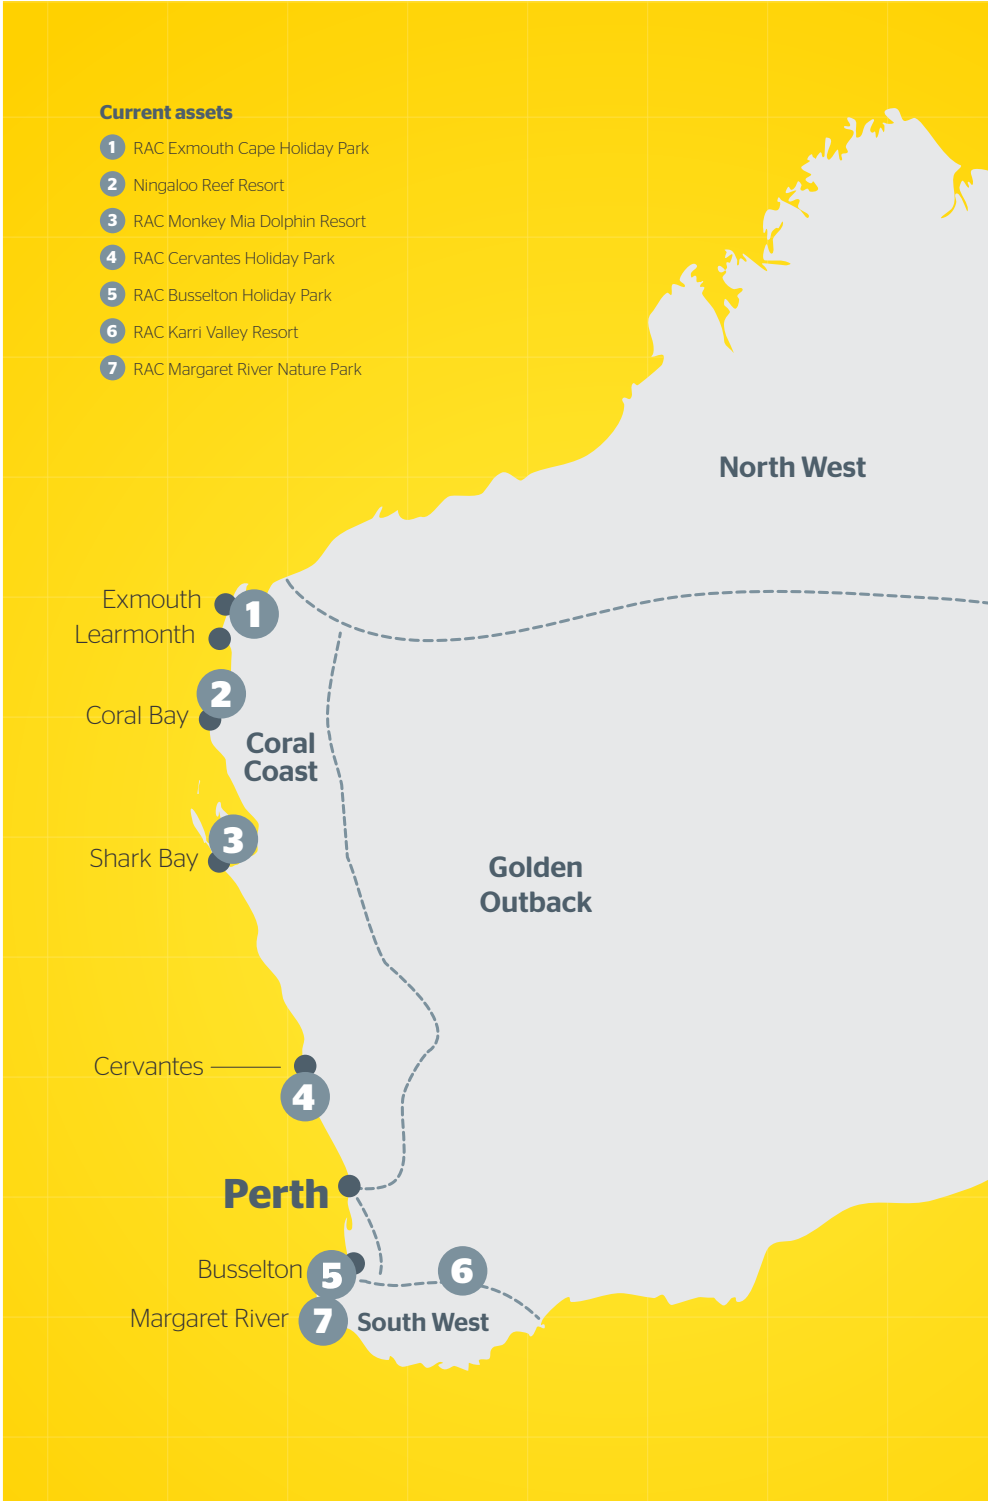 Current assets
1 RAC Exmouth Cape Holiday Park
2 Ningaloo Reef Resort
3 RAC Monkey Mia Dolphin Resort
4 RAC Cervantes Holiday Park
5 RAC Busselton Holiday Park
6 RAC Karri Valley Resort
7 RAC Margaret River Nature Park
North West
Exmouth
1
Learmonth
2
Coral Bay
Coral
Coast
3
Shark Bay
Golden
Outback
Cervantes
4
Perth
Busselton
5
6
Margaret River
7
South West